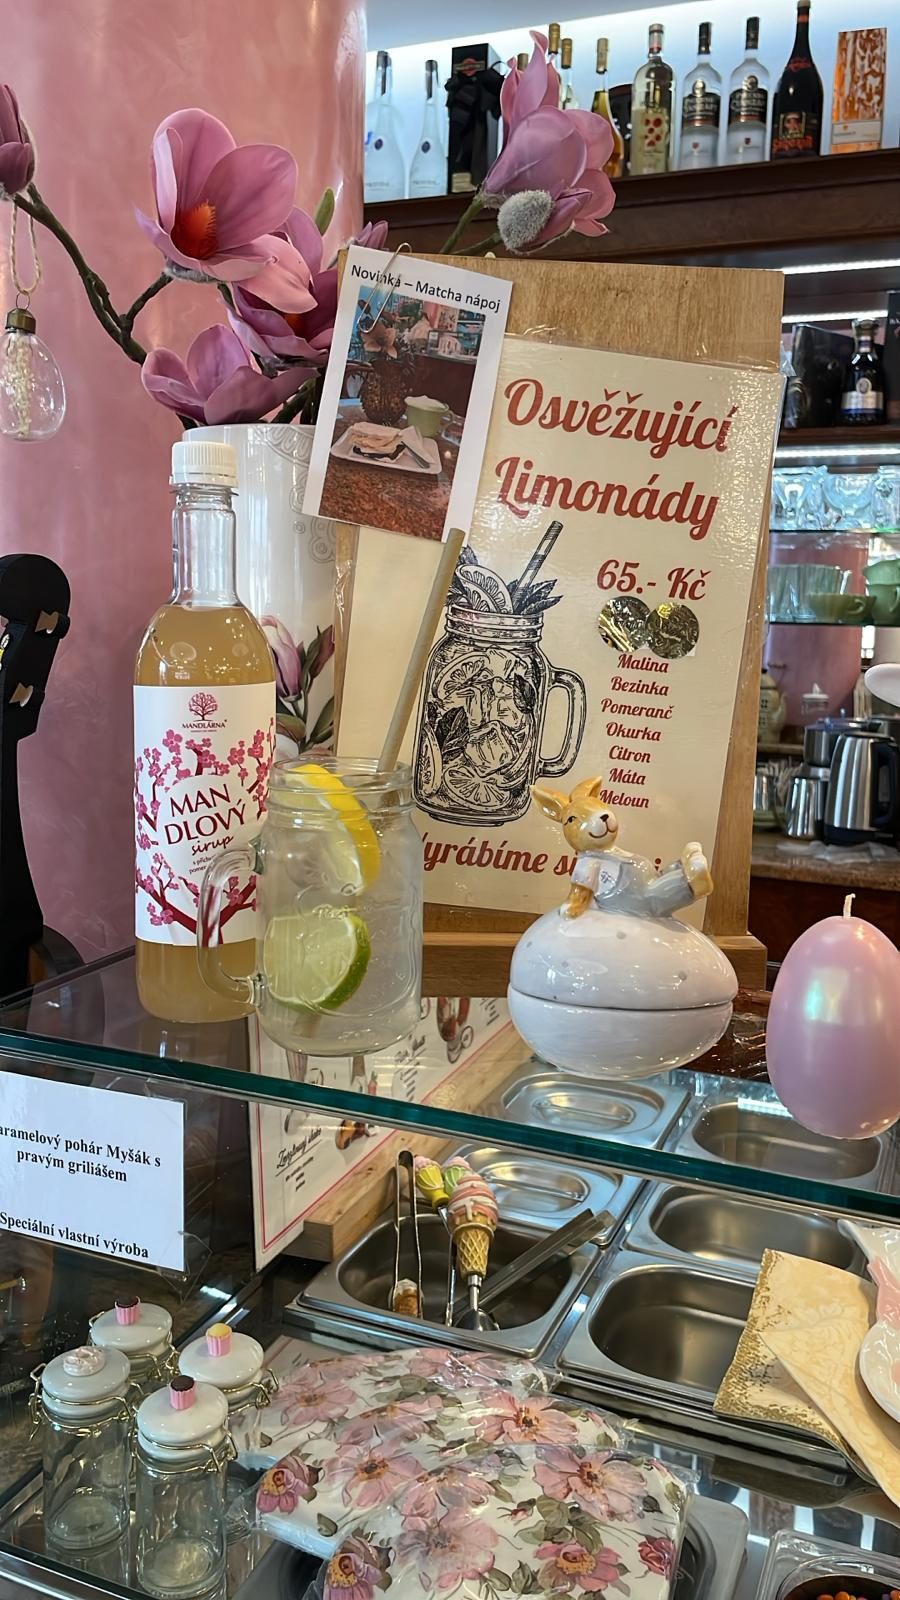 Novinka – Matcha nápoj
Osvěžující
Limonády
65.- Kč
Malina
Bezinka
Pomeranč
Okurka
Citron
Máta
Meloun
yrábíme
MANDLÁRNA
MAN
DLOVÝ
sirup
aramelový pohár Myšák s
pravým griliášem
Speciální vlastní výroba